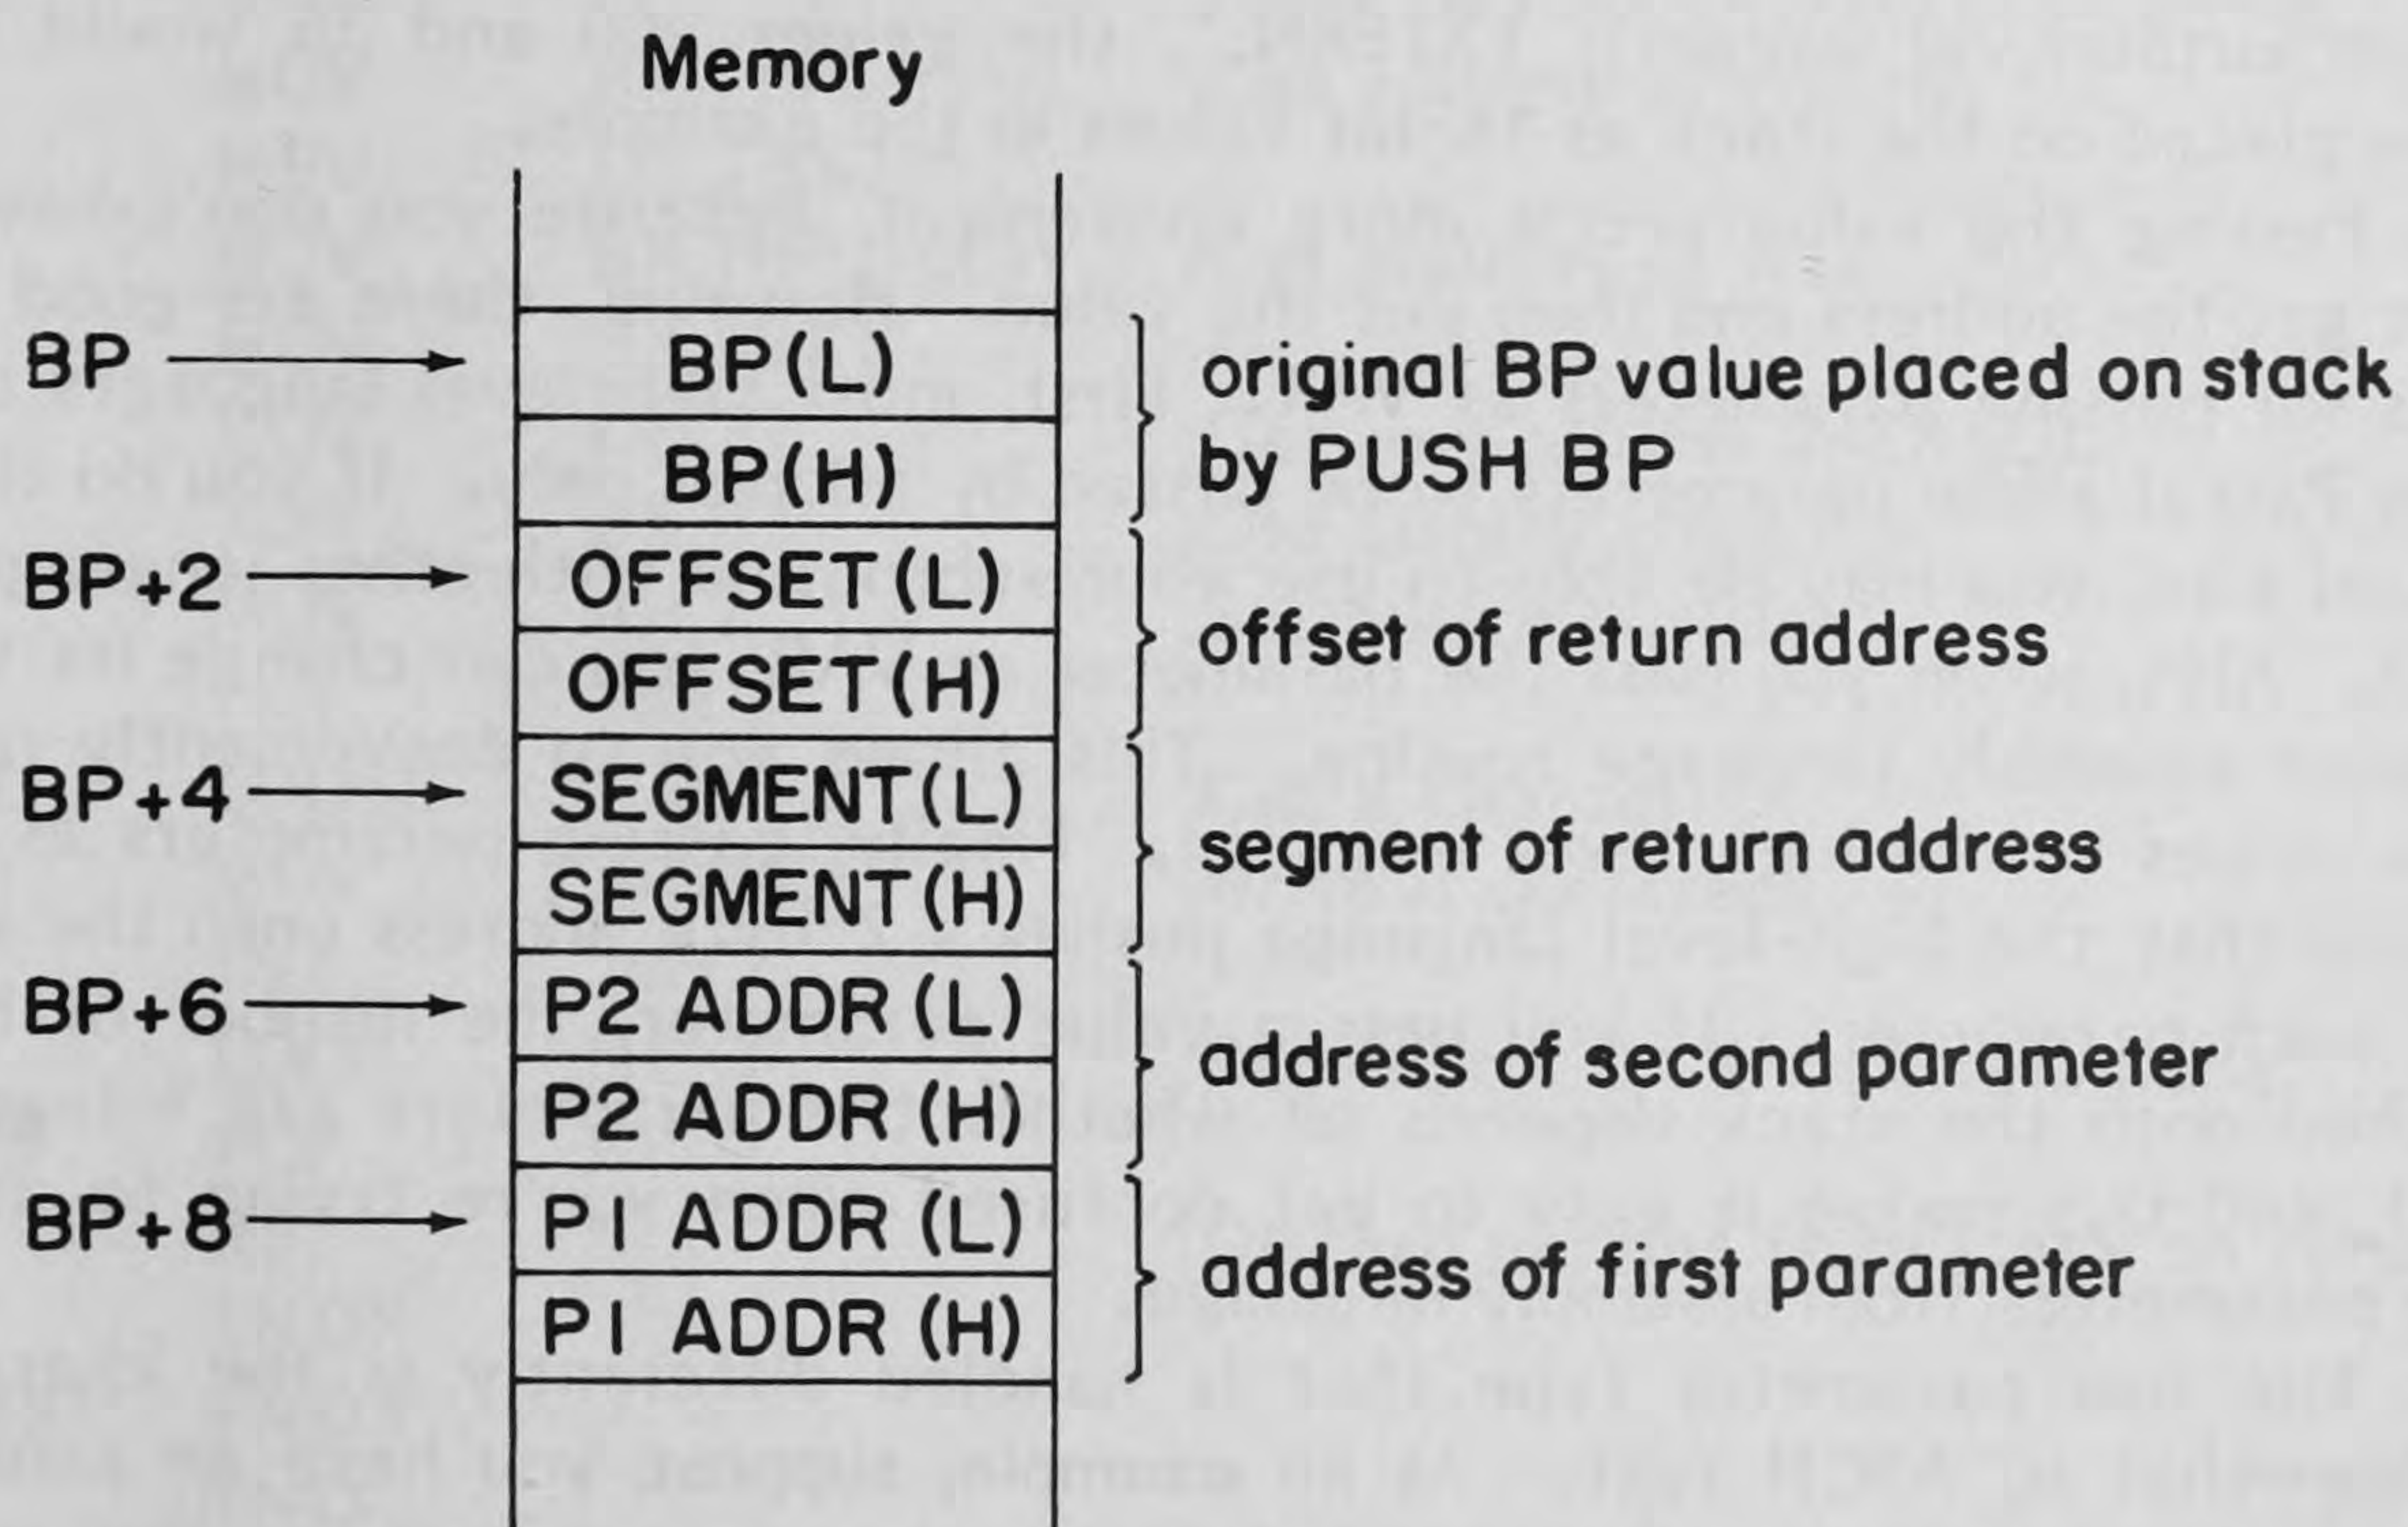 Memory
BP
BP(L)
original BP value placed on stack
BP(H)
by PUSH BP
BP+2
OFFSET(L)
offset of return address
OFFSET(H)
BP+4
SEGMENT(L)
segment of return address
SEGMENT(H)
BP+6
P2 ADDR (L)
address of second parameter
P2 ADDR (H)
BP+8
P1 ADDR (L)
address of first parameter
P1 ADDR (H)